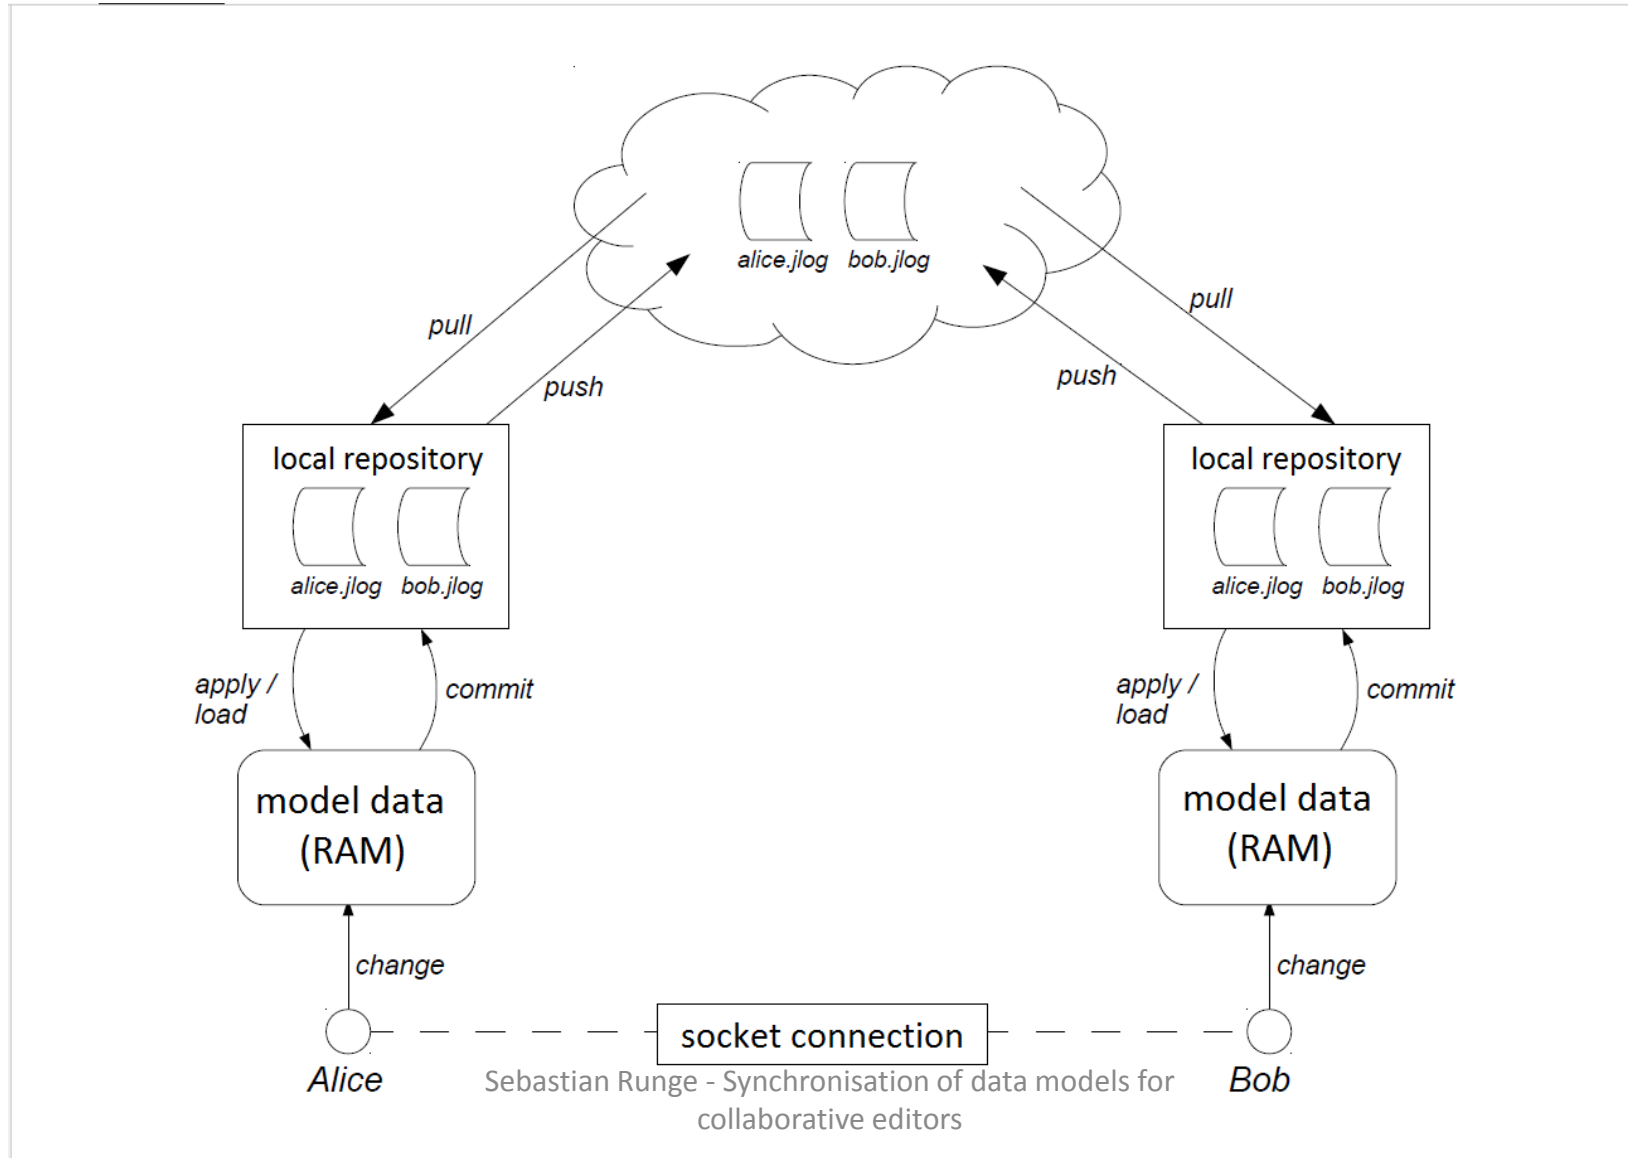 alice.jlog bob.jlog
pull
push
pull
push
local repository
alice.jlog bob.jlog
local repository
alice.jlog bob.jlog
apply /
load
commit
apply /
load
commit
model data
(RAM)
model data
(RAM)
change
change
socket connection
Alice
Bob
Sebastian Runge - Synchronisation of data models for
collaborative editors